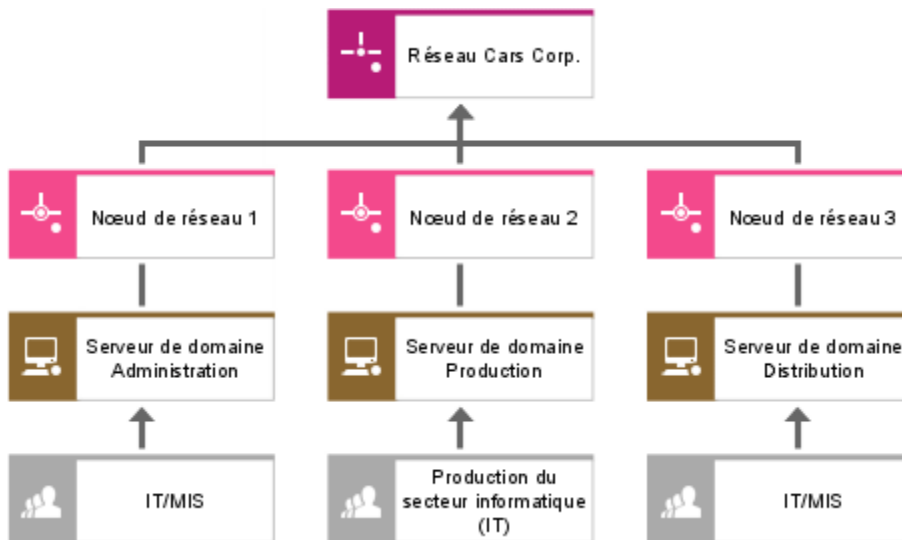 Réseau Cars Corp.
Nœud de réseau 1
Nœud de réseau 2
Nœud de réseau 3
Serveur de domaine
Administration
Serveur de domaine
Production
Serveur de domaine
Distribution
IT/MIS
Production du
secteur informatique
(IT)
IT/MIS